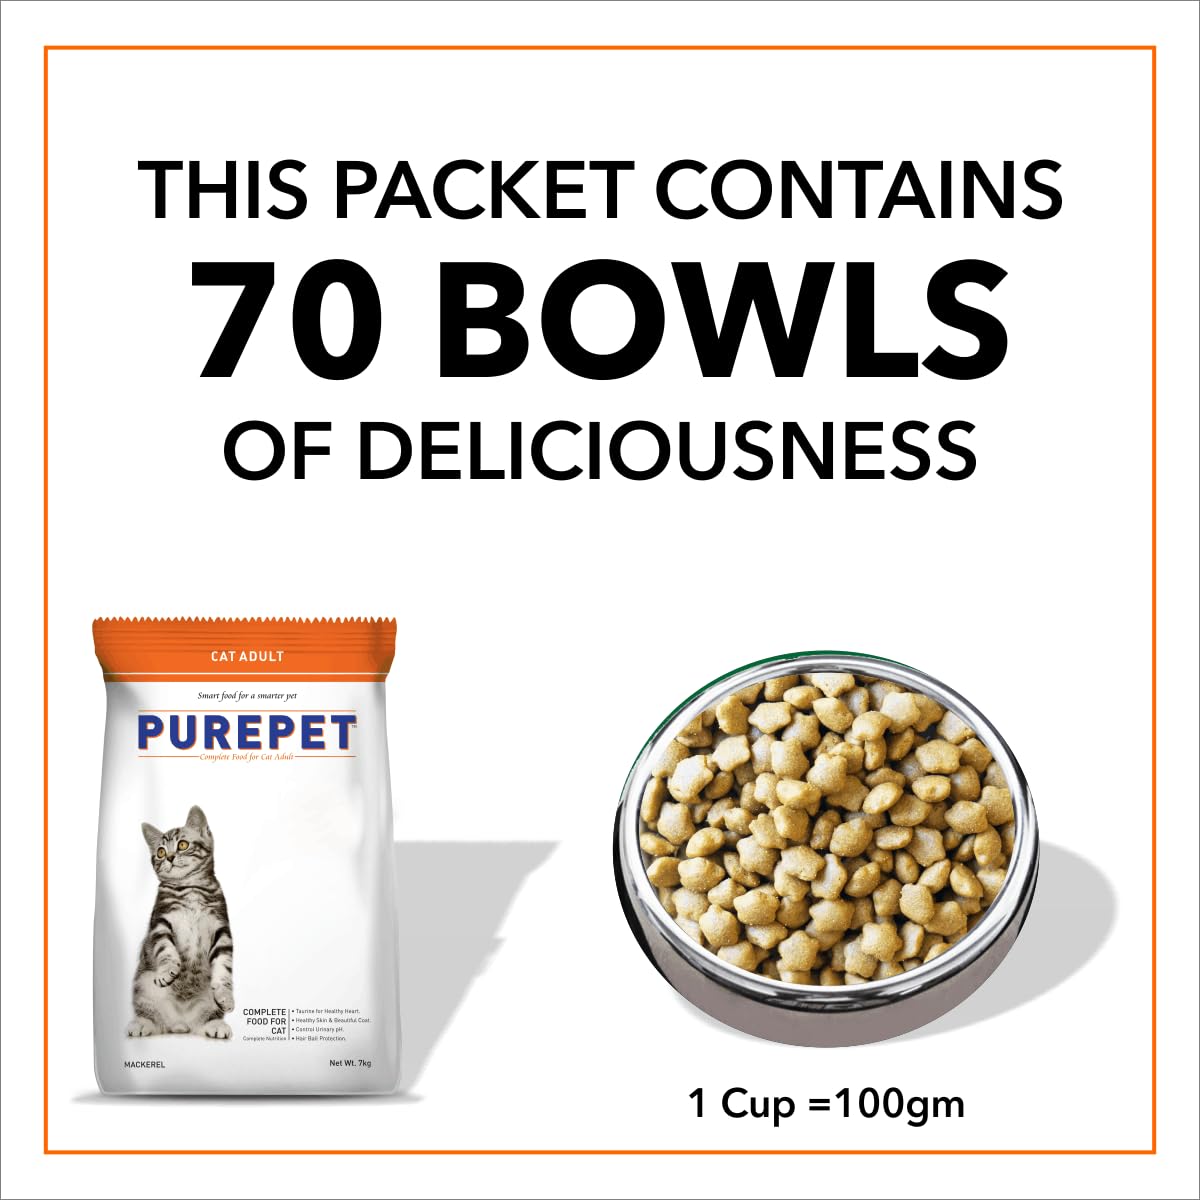 THIS PACKET CONTAINS
70 BOWLS
OF DELICIOUSNESS
CAT ADULT
Smart food for a smarter pet
PUREPET™
Complete Food for Cat Adult
COMPLETE
FOOD FOR
CAT
Complete Nutrition
• Taurine for Healthy Heart.
• Healthy Skin & Beautiful Coat.
• Control Urinary pH.
• Hair Ball Protection.
MACKEREL
Net Wt. 7kg
1 Cup =100gm